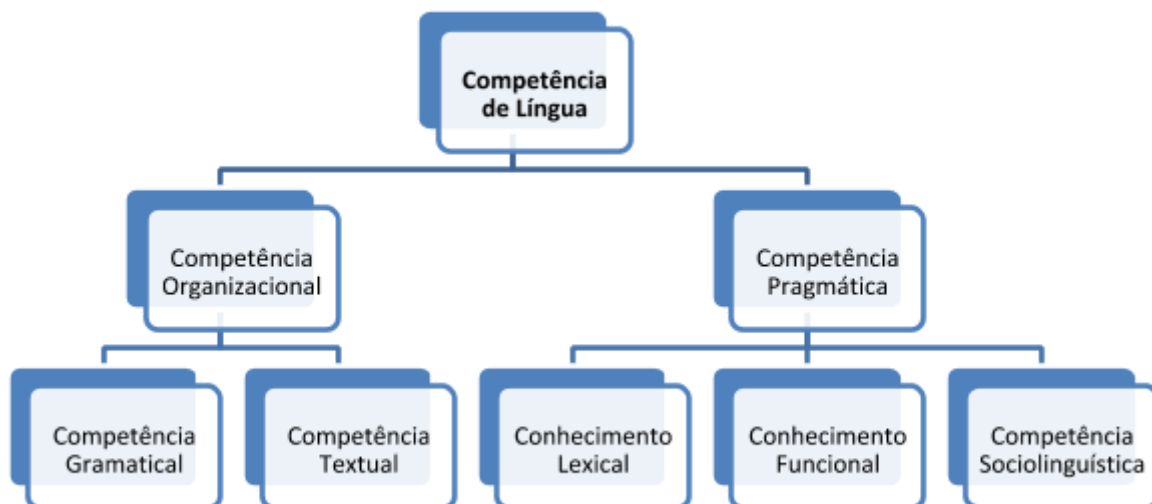 Competência
de Língua
Competência
Organizacional
Competência
Pragmática
Competência
Gramatical
Competência
Textual
Conhecimento
Lexical
Conhecimento
Funcional
Competência
Sociolinguística